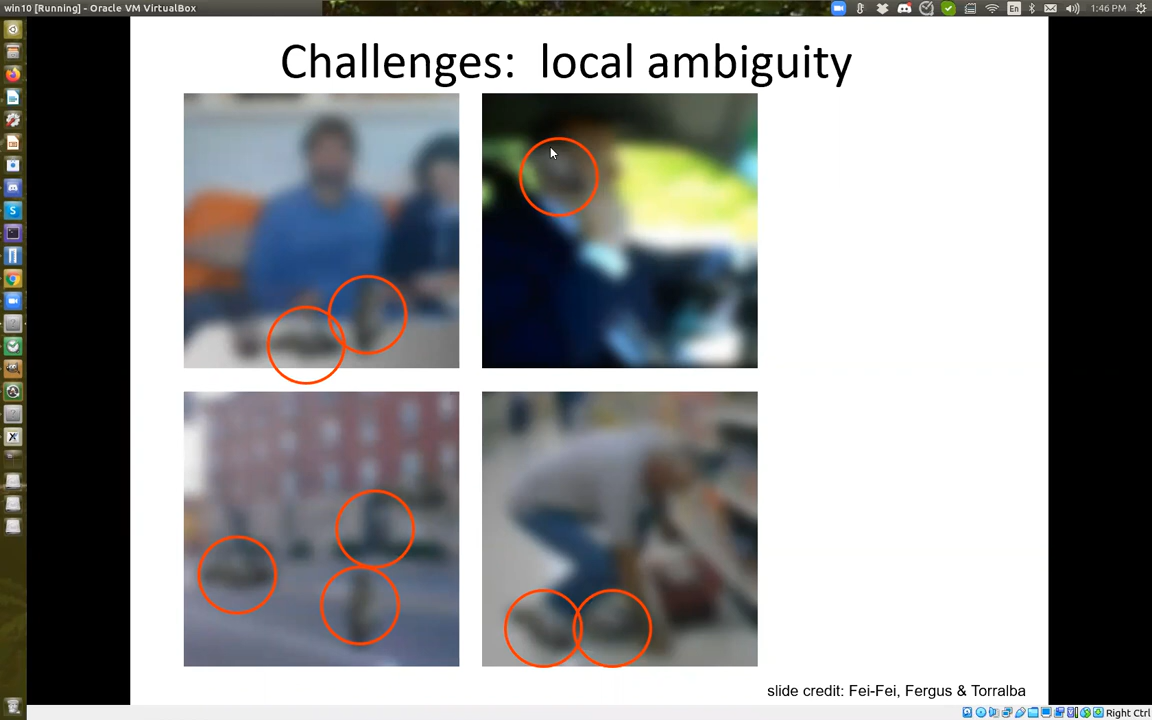 win10 [Running] - Oracle VM VirtualBox
En
1:46 PM
Challenges: local ambiguity
slide credit: Fei-Fei, Fergus & Torralba
Right Ctrl